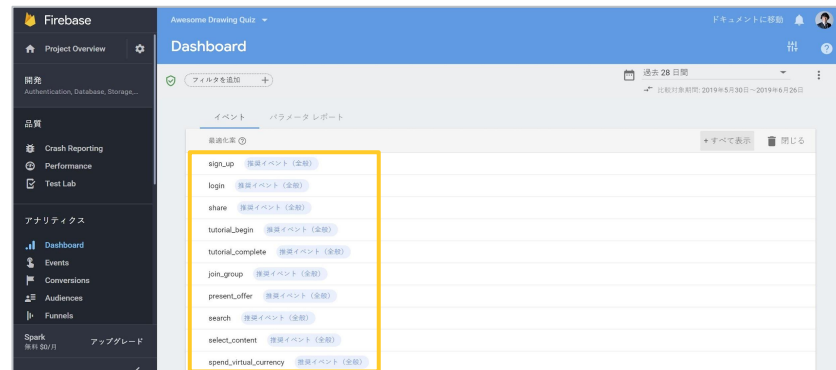 Firebase
Awesome Drawing Quiz
ドキュメントに移動
Project Overview
Dashboard
開発
Authentication, Database, Storage,...
フィルタを追加 +
過去 28 日間
比較対象期間: 2019年5月30日~2019年6月26日
品質
イベント パラメータ レポート
最適化案
+ すべて表示 閉じる
Crash Reporting
Performance
Test Lab
sign_up 推奨イベント（全般）
login 推奨イベント（全般）
share 推奨イベント（全般）
tutorial_begin 推奨イベント（全般）
tutorial_complete 推奨イベント（全般）
join_group 推奨イベント（全般）
present_offer 推奨イベント（全般）
search 推奨イベント（全般）
select_content 推奨イベント（全般）
spend_virtual_currency 推奨イベント（全般）
アナリティクス
Dashboard
Events
Conversions
Audiences
Funnels
Spark
無料 $0/月
アップグレード